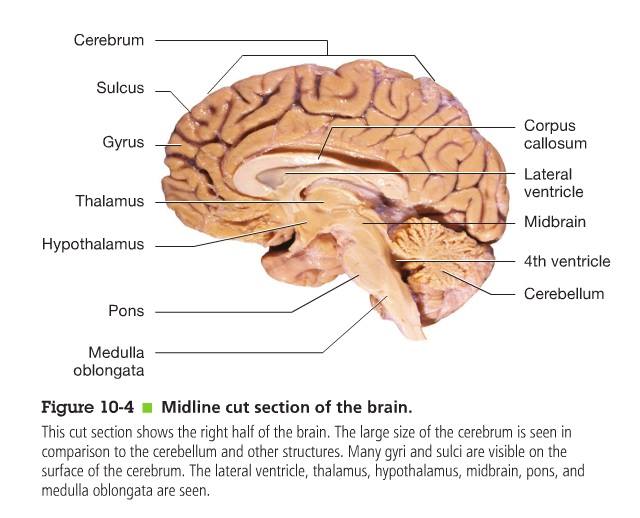 Cerebrum
Sulcus
Gyrus
Thalamus
Hypothalamus
Pons
Medulla
oblongata
Corpus
callosum
Lateral
ventricle
Midbrain
4th ventricle
Cerebellum
Figure 10-4 ■ Midline cut section of the brain.
This cut section shows the right half of the brain. The large size of the cerebrum is seen in
comparison to the cerebellum and other structures. Many gyri and sulci are visible on the
surface of the cerebrum. The lateral ventricle, thalamus, hypothalamus, midbrain, pons, and
medulla oblongata are seen.